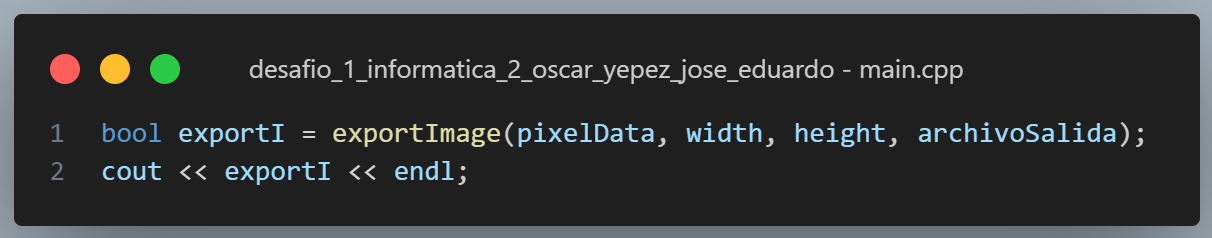 desafio_1_informatica_2_oscar_yepez_jose_eduardo - main.cpp
1 bool exportI = exportImage(pixelData, width, height, archivoSalida);
2 cout << exportI << endl;